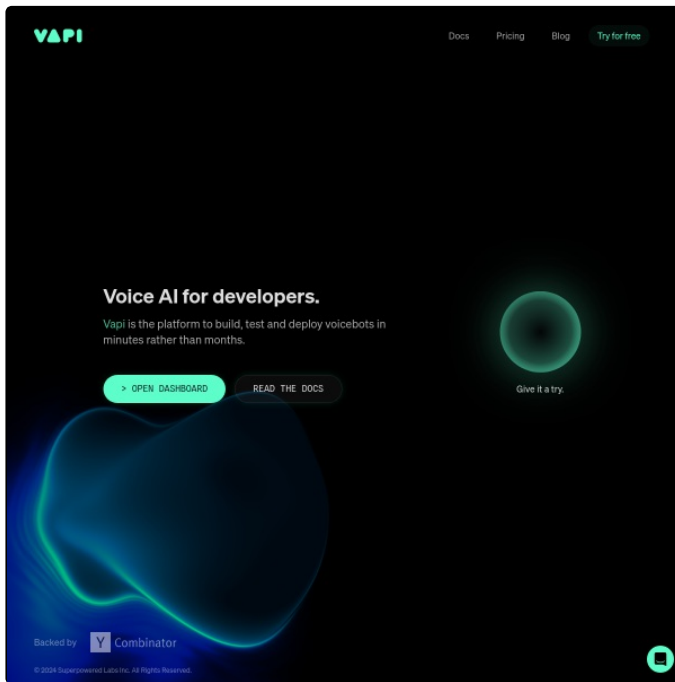 VAPI
Docs Pricing Blog Try for free
Voice AI for developers.
Vapi is the platform to build, test and deploy voicebots in
minutes rather than months.
> OPEN DASHBOARD READ THE DOCS
Give it a try.
Backed by Y Combinator
© 2024 Superpowered Labs Inc. All Rights Reserved.